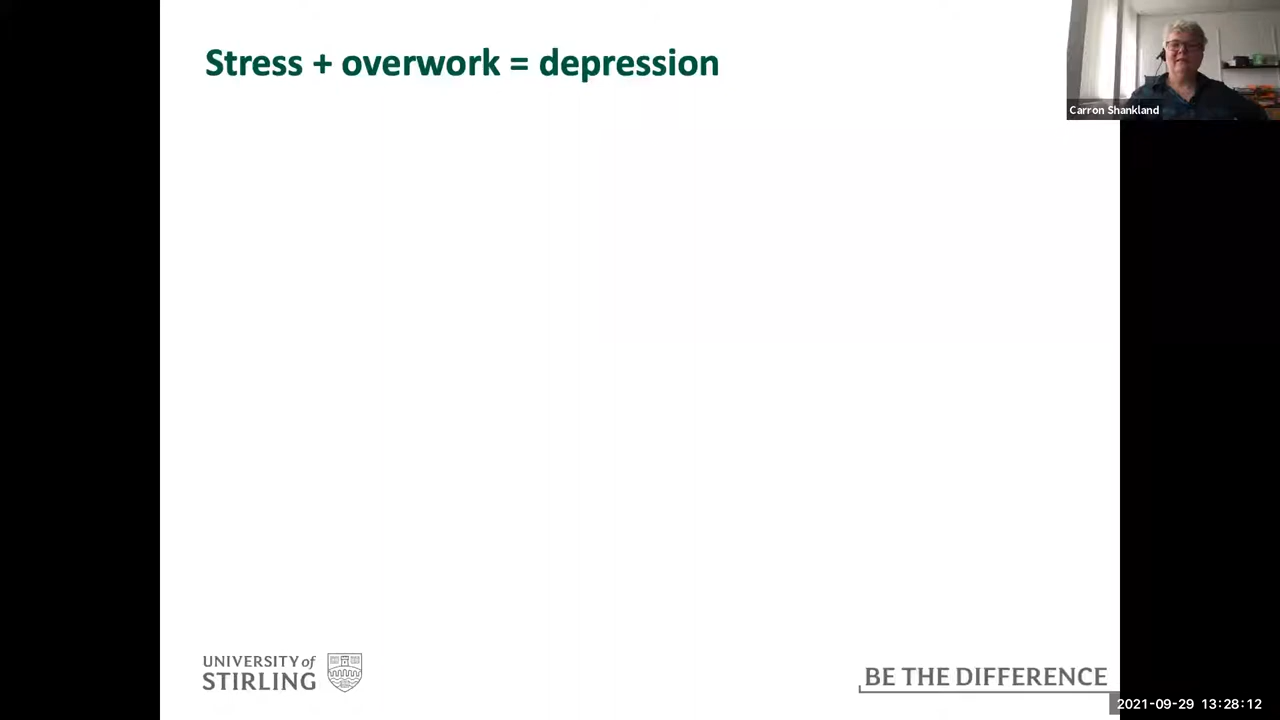 Stress + overwork = depression
Carron Shankland
UNIVERSITY of
STIRLING
BE THE DIFFERENCE
2021-09-29 13:28:12